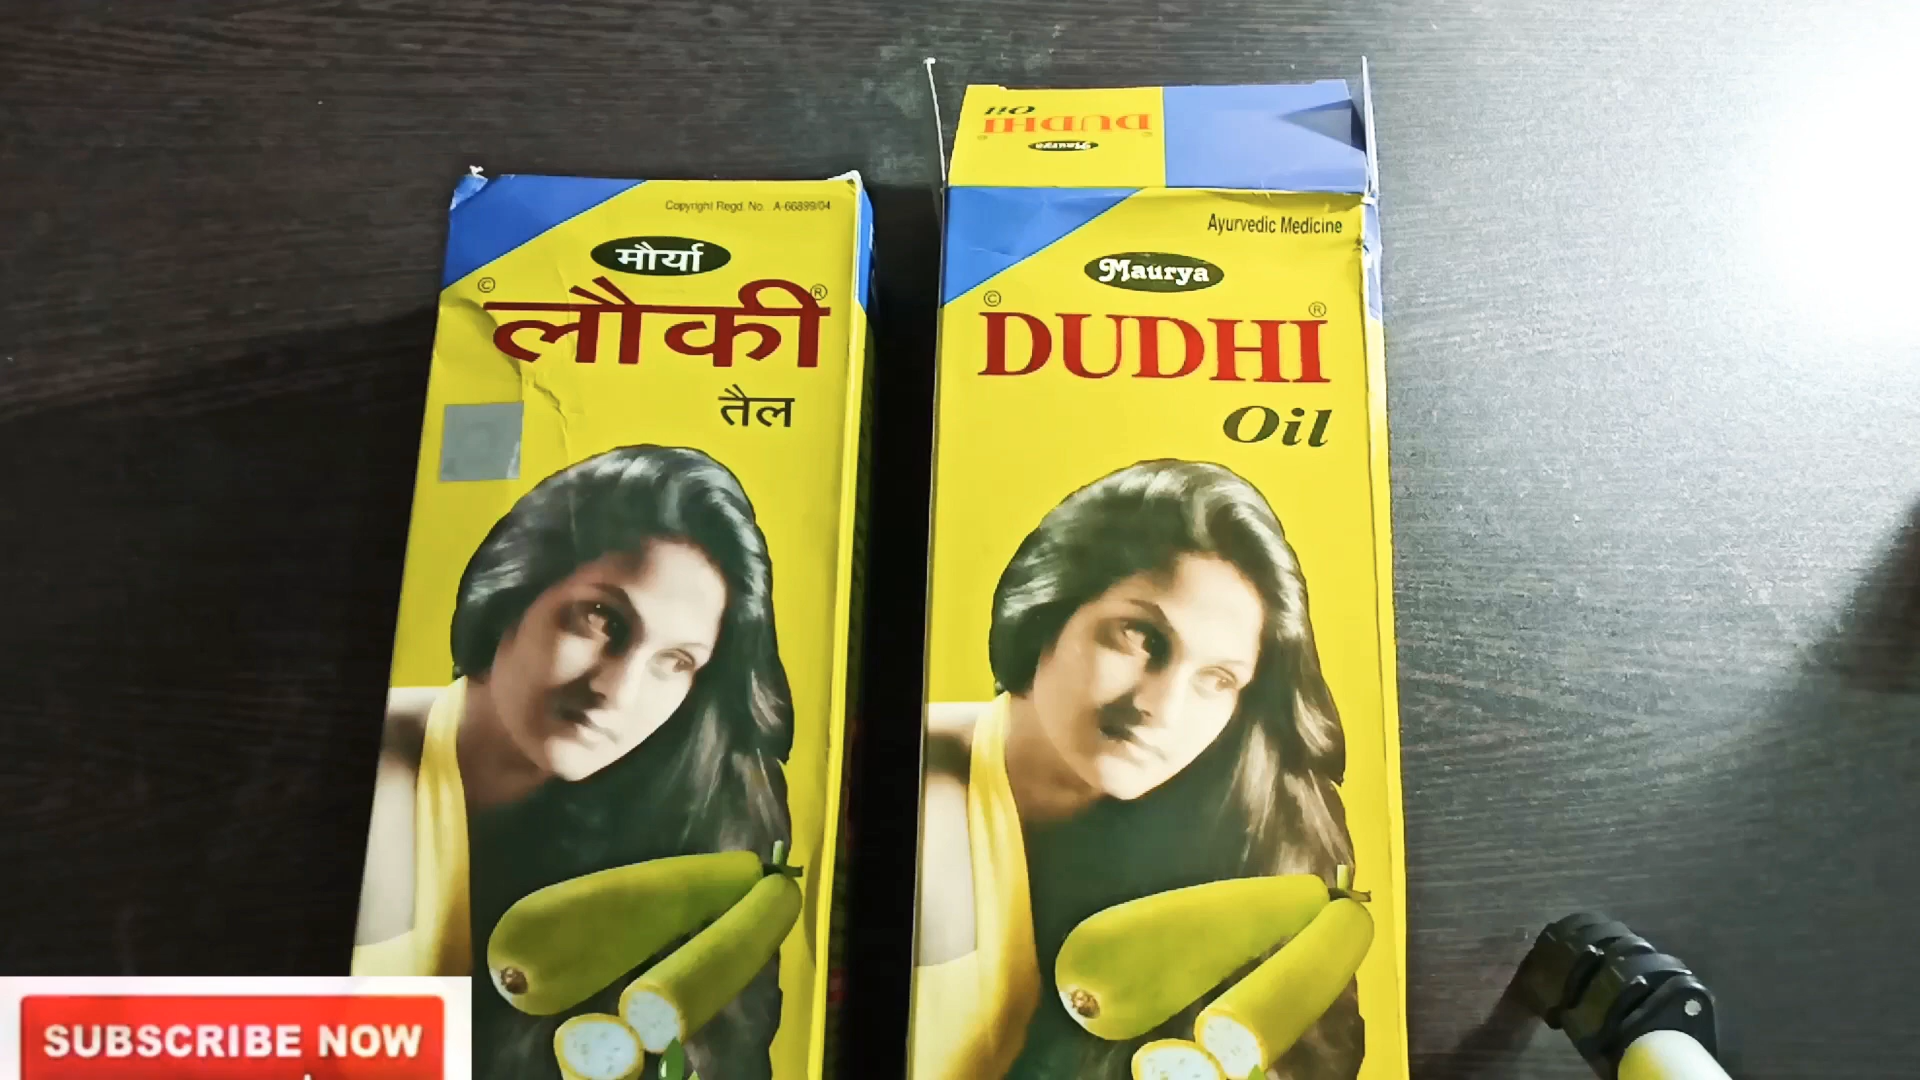 Copyright Regd. No. A-66899/04
मौर्या
© ®
लौकी
तैल
Oil
DUDHI
Maurya
Ayurvedic Medicine
Maurya
© ®
DUDHI
Oil
SUBSCRIBE NOW